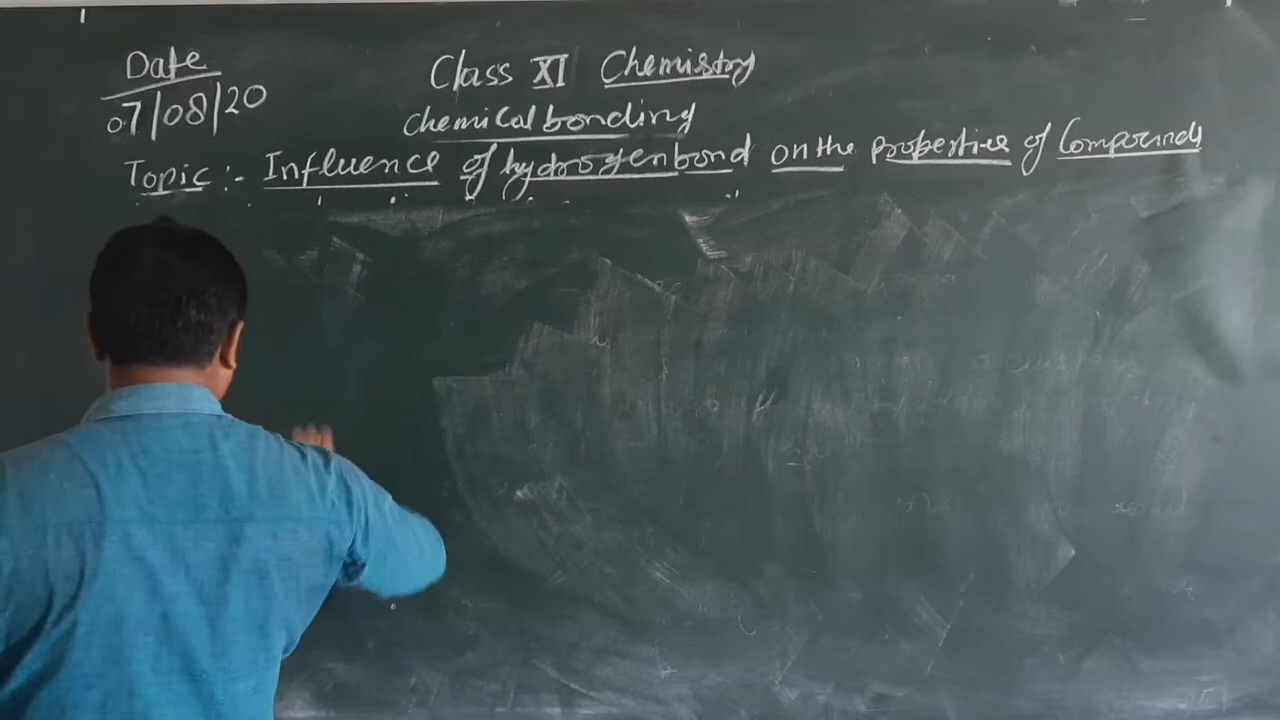 Date
07/08/20
Class XI Chemistry
Chemical bonding
Topic :- Influence of hydrogen bond on the properties of Compounds